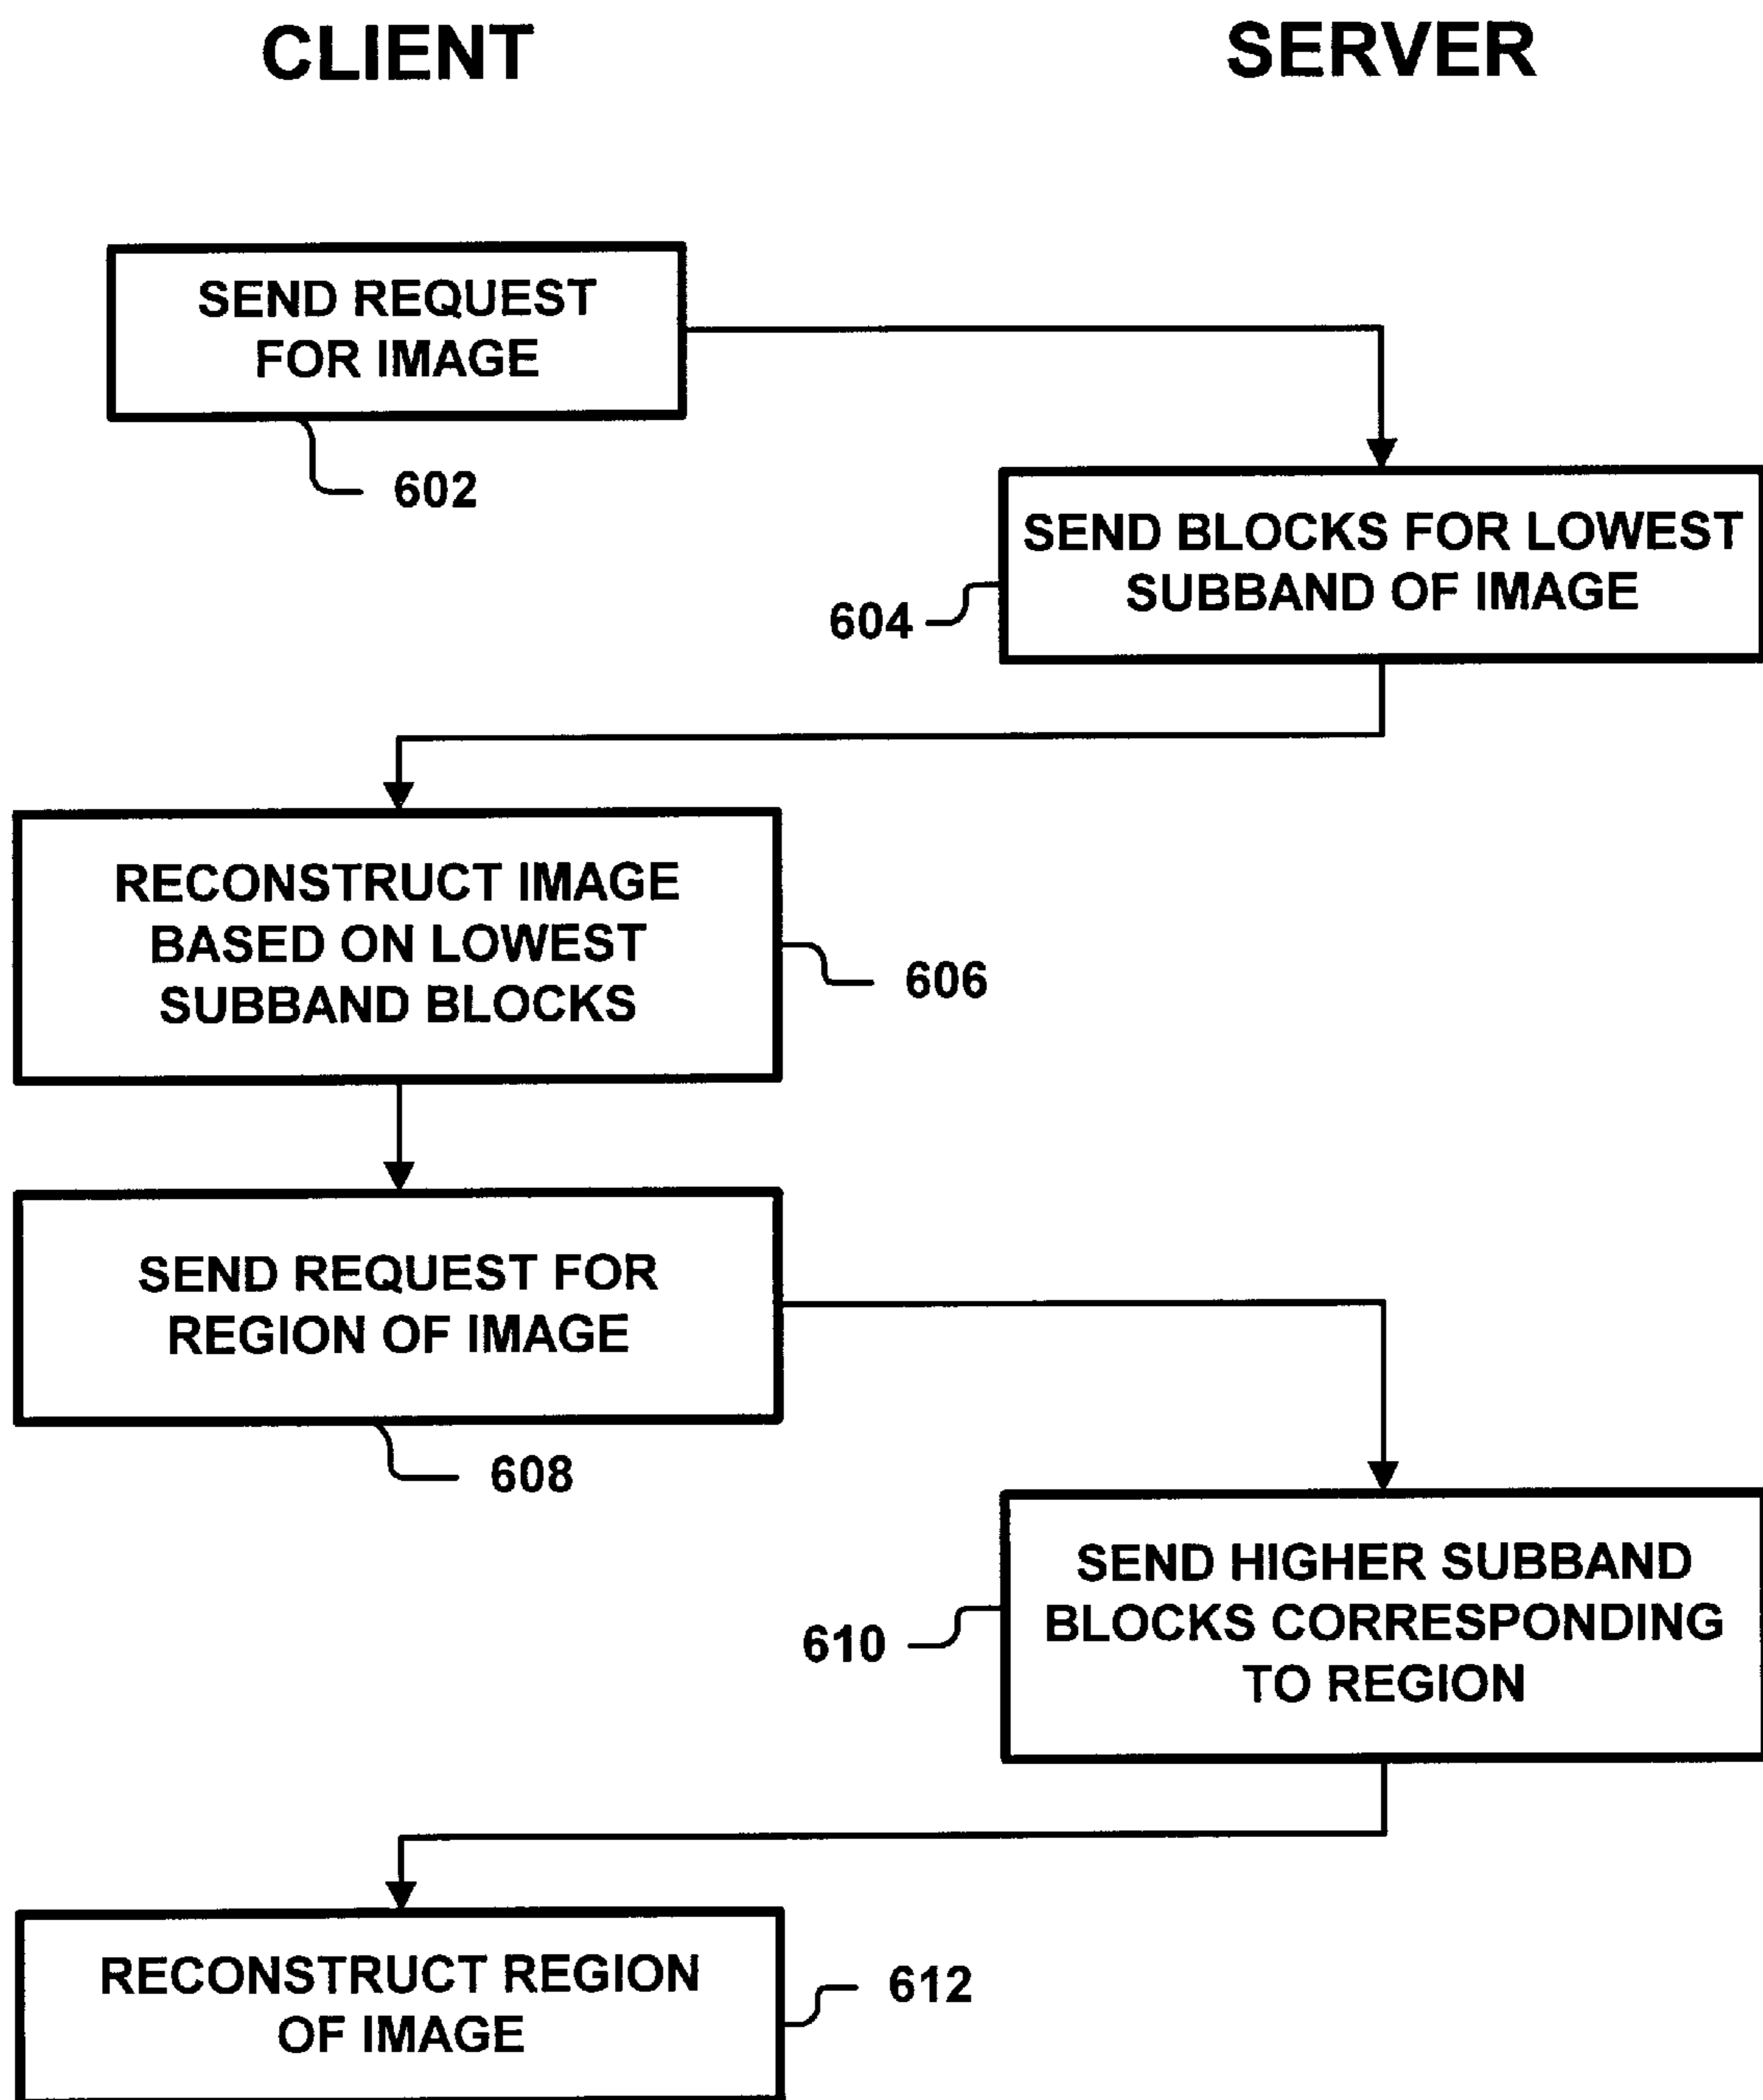 CLIENT
SERVER
SEND REQUEST
FOR IMAGE
602
SEND BLOCKS FOR LOWEST
SUBBAND OF IMAGE
604
RECONSTRUCT IMAGE
BASED ON LOWEST
SUBBAND BLOCKS
606
SEND REQUEST FOR
REGION OF IMAGE
608
SEND HIGHER SUBBAND
BLOCKS CORRESPONDING
TO REGION
610
RECONSTRUCT REGION
OF IMAGE
612